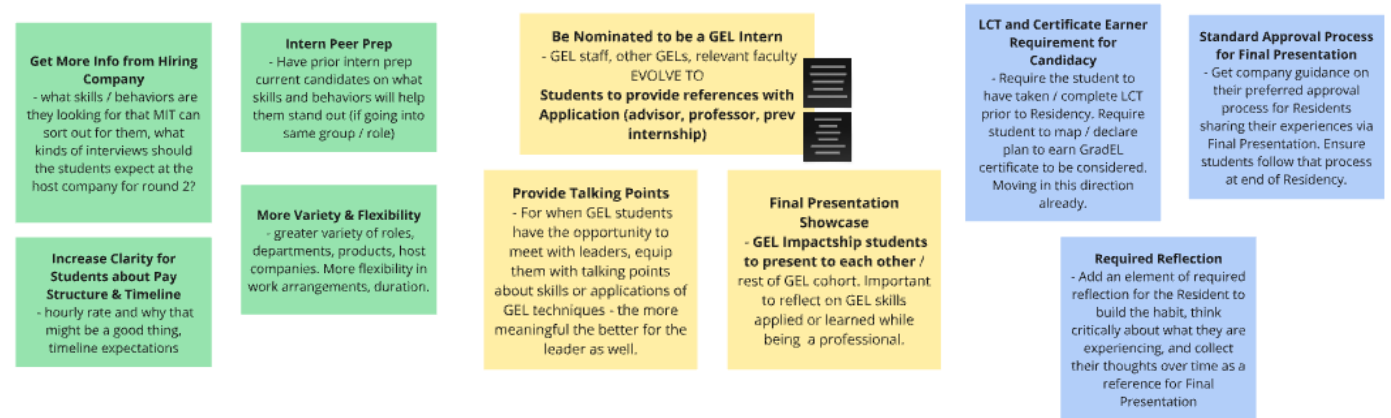 Get More Info from Hiring
Company
- what skills / behaviors are
they looking for that MIT can
sort out for them, what
kinds of interviews should
the students expect at the
host company for round 2?
Increase Clarity for
Students about Pay
Structure & Timeline
- hourly rate and why that
might be a good thing,
timeline expectations
Intern Peer Prep
- Have prior intern prep
current candidates on what
skills and behaviors will help
them stand out (if going into
same group / role)
More Variety & Flexibility
- greater variety of roles,
departments, products, host
companies. More flexibility in
work arrangements, duration.
Be Nominated to be a GEL Intern
- GEL staff, other GELs, relevant faculty
EVOLVE TO
Students to provide references with
Application (advisor, professor, prev
internship)
Provide Talking Points
- For when GEL students
have the opportunity to
meet with leaders, equip
them with talking points
about skills or applications of
GEL techniques - the more
meaningful the better for the
leader as well.
Final Presentation
Showcase
- GEL Impactship students
to present to each other /
rest of GEL cohort. Important
to reflect on GEL skills
applied or learned while
being a professional.
LCT and Certificate Earner
Requirement for
Candidacy
- Require the student to
have taken / complete LCT
prior to Residency. Require
student to map / declare
plan to earn GradEL
certificate to be considered.
Moving in this direction
already.
Standard Approval Process
for Final Presentation
- Get company guidance on
their preferred approval
process for Residents
sharing their experiences via
Final Presentation. Ensure
students follow that process
at end of Residency.
Required Reflection
- Add an element of required
reflection for the Resident to
build the habit, think
critically about what they are
experiencing, and collect
their thoughts over time as a
reference for Final
Presentation